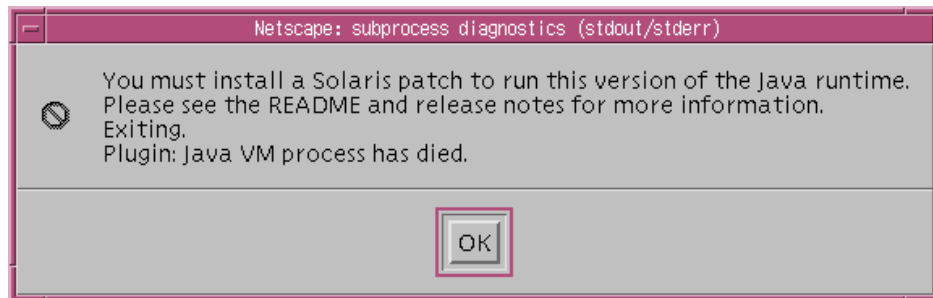 Netscape: subprocess diagnostics (stdout/stderr)
You must install a Solaris patch to run this version of the Java runtime.
Please see the README and release notes for more information.
Exiting.
Plugin: Java VM process has died.
OK